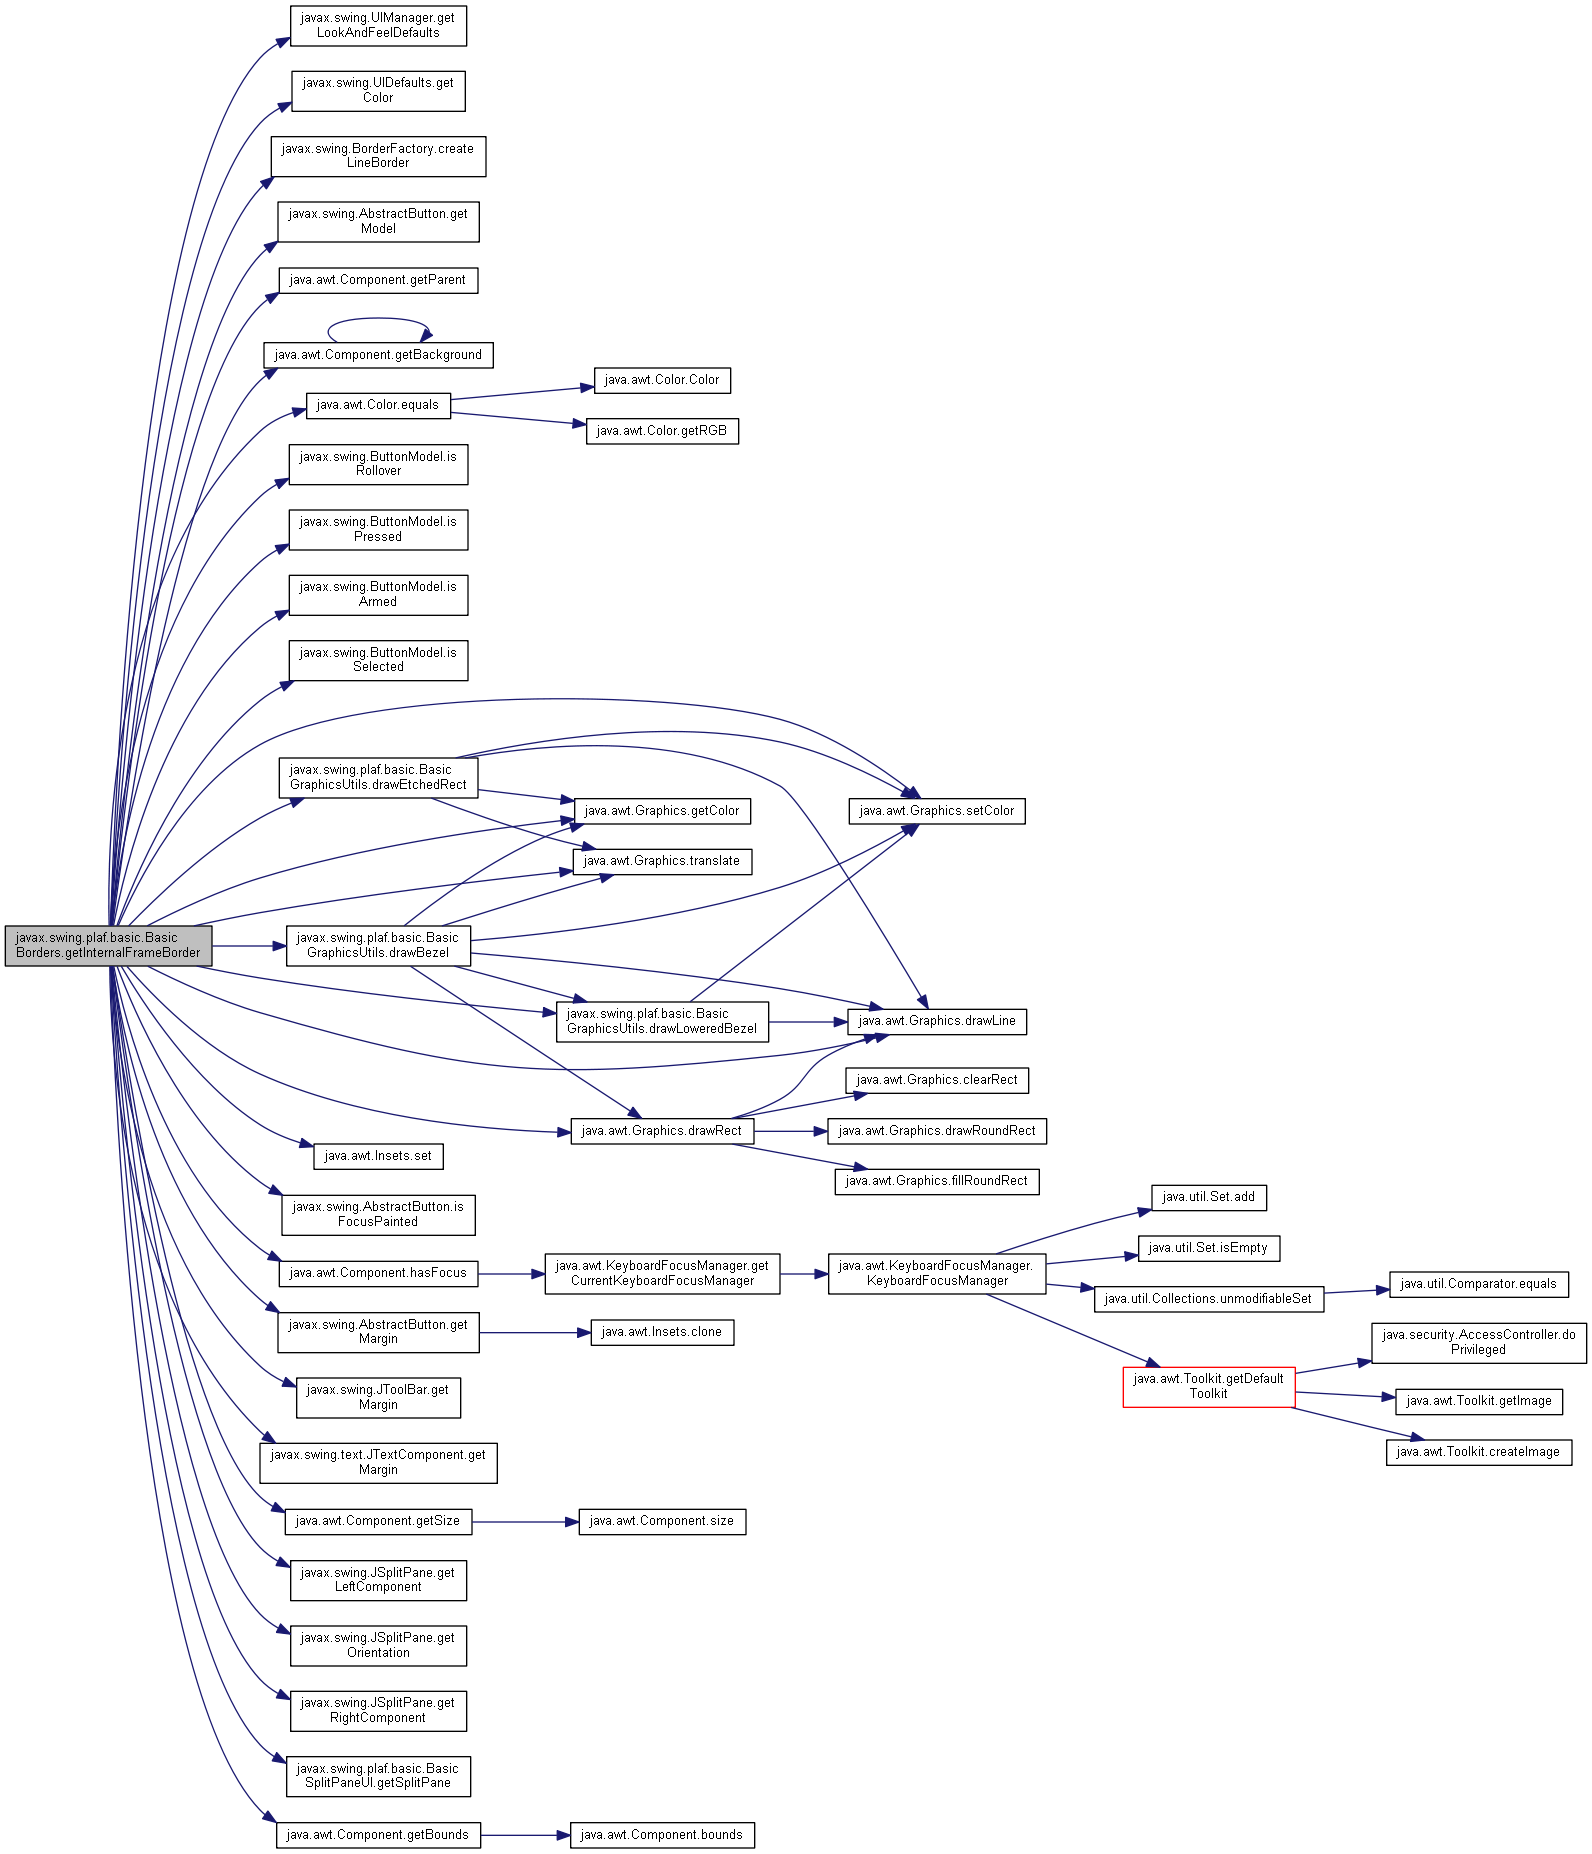 javax.swing.UIManager.get
LookAndFeelDefaults
javax.swing.UIDefaults.get
Color
javax.swing.BorderFactory.create
LineBorder
javax.swing.AbstractButton.get
Model
java.awt.Component.getParent
java.awt.Component.getBackground
java.awt.Color.Color
java.awt.Color.equals
java.awt.Color.getRGB
javax.swing.ButtonModel.is
Rollover
javax.swing.ButtonModel.is
Pressed
javax.swing.ButtonModel.is
Armed
javax.swing.ButtonModel.is
Selected
javax.swing.plaf.basic.Basic
GraphicsUtils.drawEtchedRect
java.awt.Graphics.getColor
java.awt.Graphics.setColor
java.awt.Graphics.translate
javax.swing.plaf.basic.Basic
Borders.getInternalFrameBorder
javax.swing.plaf.basic.Basic
GraphicsUtils.drawBezel
javax.swing.plaf.basic.Basic
GraphicsUtils.drawLoweredBezel
java.awt.Graphics.drawLine
java.awt.Graphics.clearRect
java.awt.Graphics.drawRect
java.awt.Graphics.drawRoundRect
java.awt.Insets.set
java.awt.Graphics.fillRoundRect
javax.swing.AbstractButton.is
FocusPainted
java.util.Set.add
java.util.Set.isEmpty
java.awt.Component.hasFocus
java.awt.KeyboardFocusManager.get
CurrentKeyboardFocusManager
java.awt.KeyboardFocusManager.
KeyboardFocusManager
java.util.Collections.unmodifiableSet
java.util.Comparator.equals
javax.swing.AbstractButton.get
Margin
java.awt.Insets.clone
java.security.AccessController.do
Privileged
java.awt.Toolkit.getDefault
Toolkit
java.awt.Toolkit.getImage
java.awt.Toolkit.createImage
javax.swing.JToolBar.get
Margin
javax.swing.text.JTextComponent.get
Margin
java.awt.Component.getSize
java.awt.Component.size
javax.swing.JSplitPane.get
LeftComponent
javax.swing.JSplitPane.get
Orientation
javax.swing.JSplitPane.get
RightComponent
javax.swing.plaf.basic.Basic
SplitPaneUI.getSplitPane
java.awt.Component.getBounds
java.awt.Component.bounds